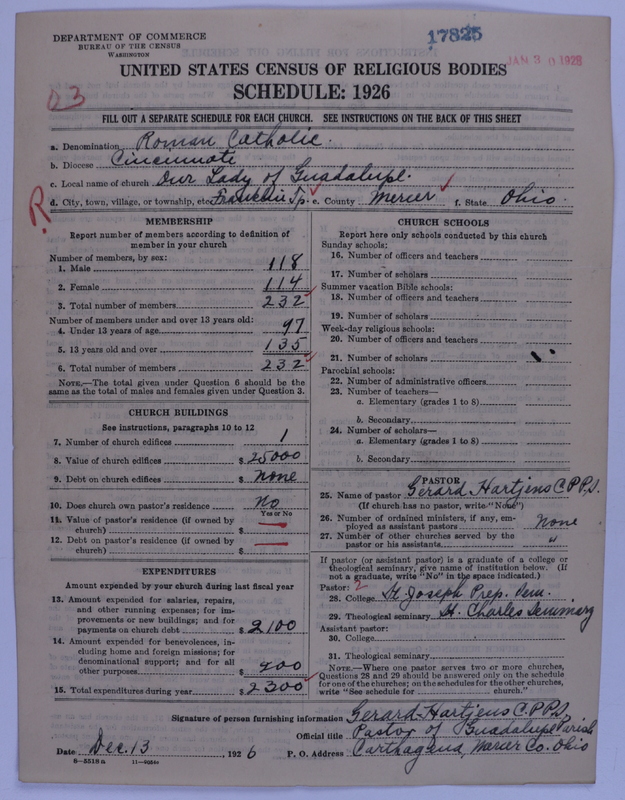 DEPARTMENT OF COMMERCE
BUREAU OF THE CENSUS
WASHINGTON
17825
JAN 3 0 1928
UNITED STATES CENSUS OF RELIGIOUS BODIES
SCHEDULE: 1926
FILL OUT A SEPARATE SCHEDULE FOR EACH CHURCH. SEE INSTRUCTIONS ON THE BACK OF THIS SHEET
a. Denomination Roman Catholic.
b. Diocese Cincinnati
c. Local name of church Our Lady of Guadalupe.
d. City, town, village, or township, etc. Franklin Tp. e. County Mercer f. State Ohio.
R
MEMBERSHIP
Report number of members according to definition of
member in your church
Number of members, by sex:
1. Male 118
2. Female 114
3. Total number of members 232
Number of members under and over 13 years old:
4. Under 13 years of age 97
5. 13 years old and over 135
6. Total number of members 232
NOTE.—The total given under Question 6 should be the
same as the total of males and females given under Question 3.
CHURCH BUILDINGS
See instructions, paragraphs 10 to 12
7. Number of church edifices 1
8. Value of church edifices $ 25000
9. Debt on church edifices $ none
10. Does church own pastor's residence No
Yes or No
11. Value of pastor's residence (if owned by
church) $ —
12. Debt on pastor's residence (if owned by
church) $ —
EXPENDITURES
Amount expended by your church during last fiscal year
13. Amount expended for salaries, repairs,
and other running expenses; for im-
provements or new buildings; and for
payments on church debt $ 2100
14. Amount expended for benevolences, in-
cluding home and foreign missions; for
denominational support; and for all
other purposes $ 200
15. Total expenditures during year $ 2300
CHURCH SCHOOLS
Report here only schools conducted by this church
Sunday schools:
16. Number of officers and teachers
17. Number of scholars
Summer vacation Bible schools:
18. Number of officers and teachers
19. Number of scholars
Week-day religious schools:
20. Number of officers and teachers
21. Number of scholars
Parochial schools:
22. Number of administrative officers
23. Number of teachers—
a. Elementary (grades 1 to 8)
b. Secondary
24. Number of scholars—
a. Elementary (grades 1 to 8)
b. Secondary
PASTOR
25. Name of pastor Gerard Hartjens C.PP.S.
(If church has no pastor, write "None")
26. Number of ordained ministers, if any, em-
ployed as assistant pastors none
27. Number of other churches served by the
pastor or his assistants "
If pastor (or assistant pastor) is a graduate of a college or
theological seminary, give name of institution below. (If
not a graduate, write "No" in the space indicated.)
Pastor: 2
28. College St Joseph Prep. Sem.
29. Theological seminary St. Charles Seminary
Assistant pastor:
30. College
31. Theological seminary
NOTE.—Where one pastor serves two or more churches,
Questions 28 and 29 should be answered only on the schedule
for one of the churches; on the schedules for the other churches,
write "See schedule for church."
Signature of person furnishing information Gerard Hartjens C.PP.S.
Official title Pastor of Guadalupe Parish
Date Dec. 13 1926 P. O. Address Carthagena, Mercer Co. Ohio
8—5518a 11—9554a